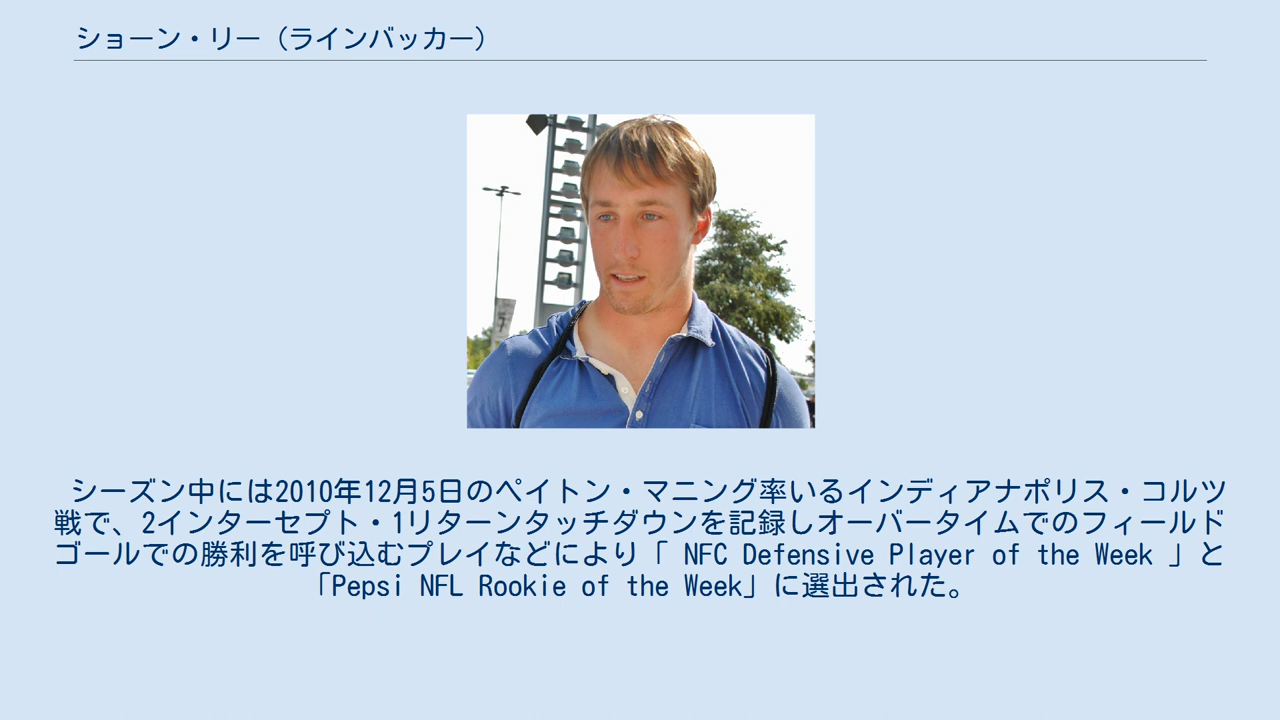 ショーン・リー（ラインバッカー）
シーズン中には2010年12月5日のペイトン・マニング率いるインディアナポリス・コルツ
戦で、2インターセプト・1リターンタッチダウンを記録しオーバータイムでのフィールド
ゴールでの勝利を呼び込むプレイなどにより「 NFC Defensive Player of the Week 」と
「Pepsi NFL Rookie of the Week」に選出された。